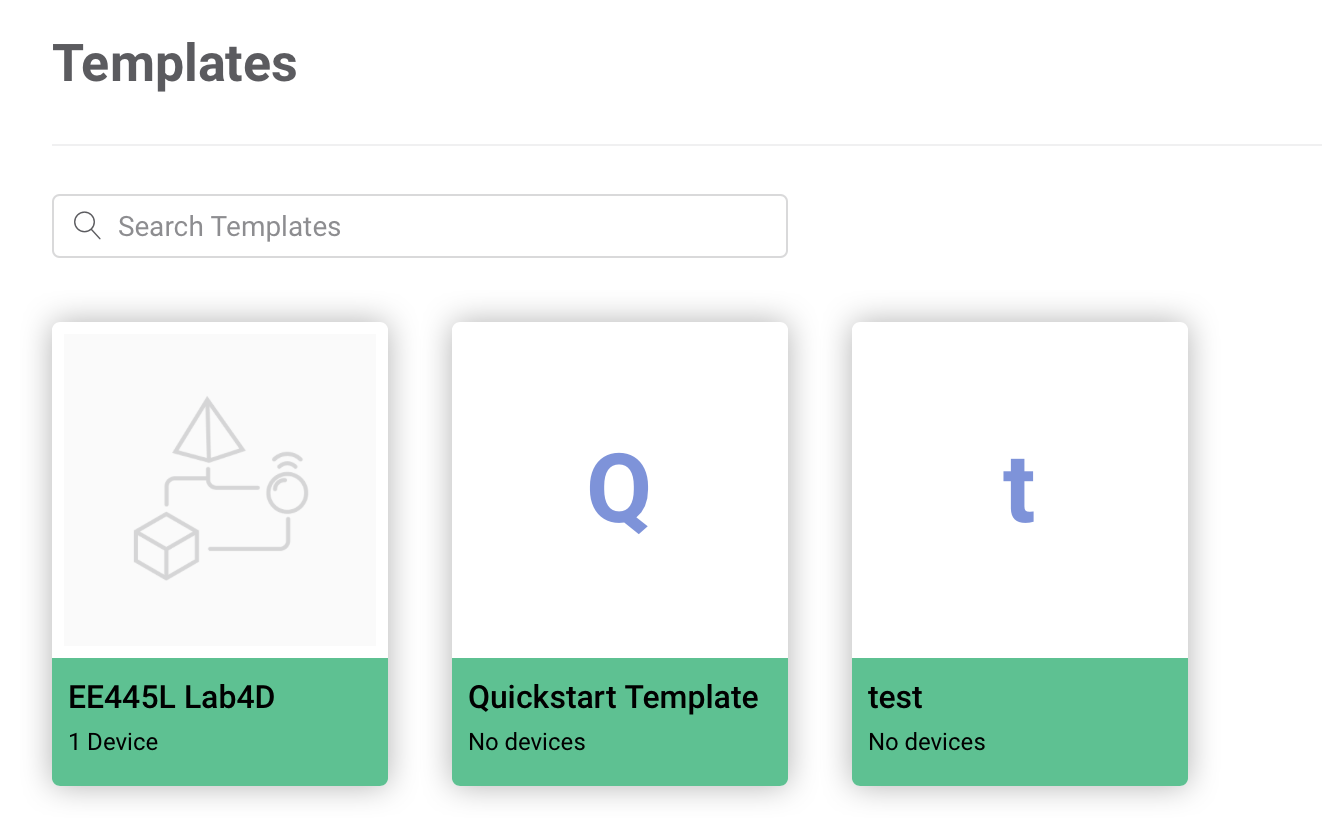 Templates
Search Templates
Q
t
EE445L Lab4D
1 Device
Quickstart Template
No devices
test
No devices